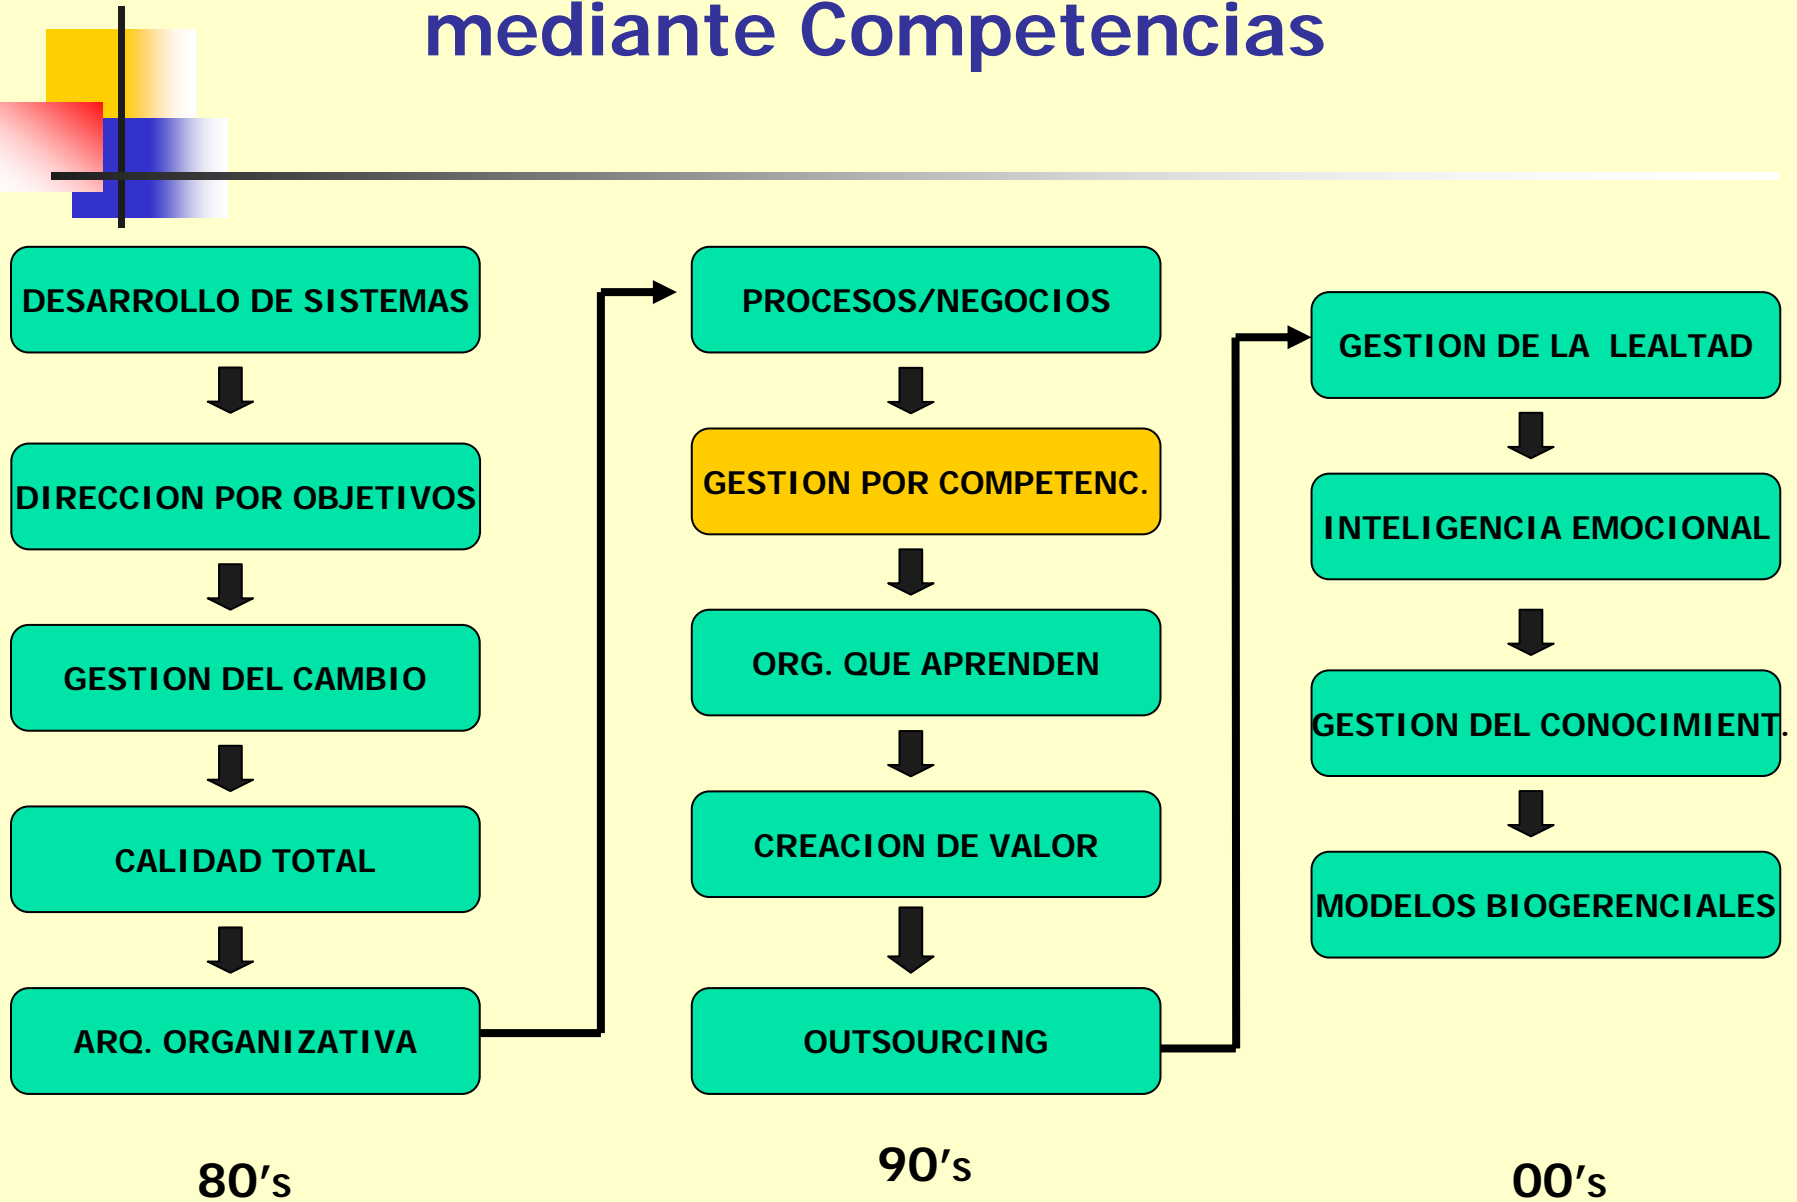 mediante Competencias
DESARROLLO DE SISTEMAS
DIRECCION POR OBJETIVOS
GESTION DEL CAMBIO
CALIDAD TOTAL
ARQ. ORGANIZATIVA
80's
PROCESOS/NEGOCIOS
GESTION POR COMPETENC.
ORG. QUE APRENDEN
CREACION DE VALOR
OUTSOURCING
90's
GESTION DE LA LEALTAD
INTELIGENCIA EMOCIONAL
GESTION DEL CONOCIMIENT.
MODELOS BIOGERENCIALES
00's